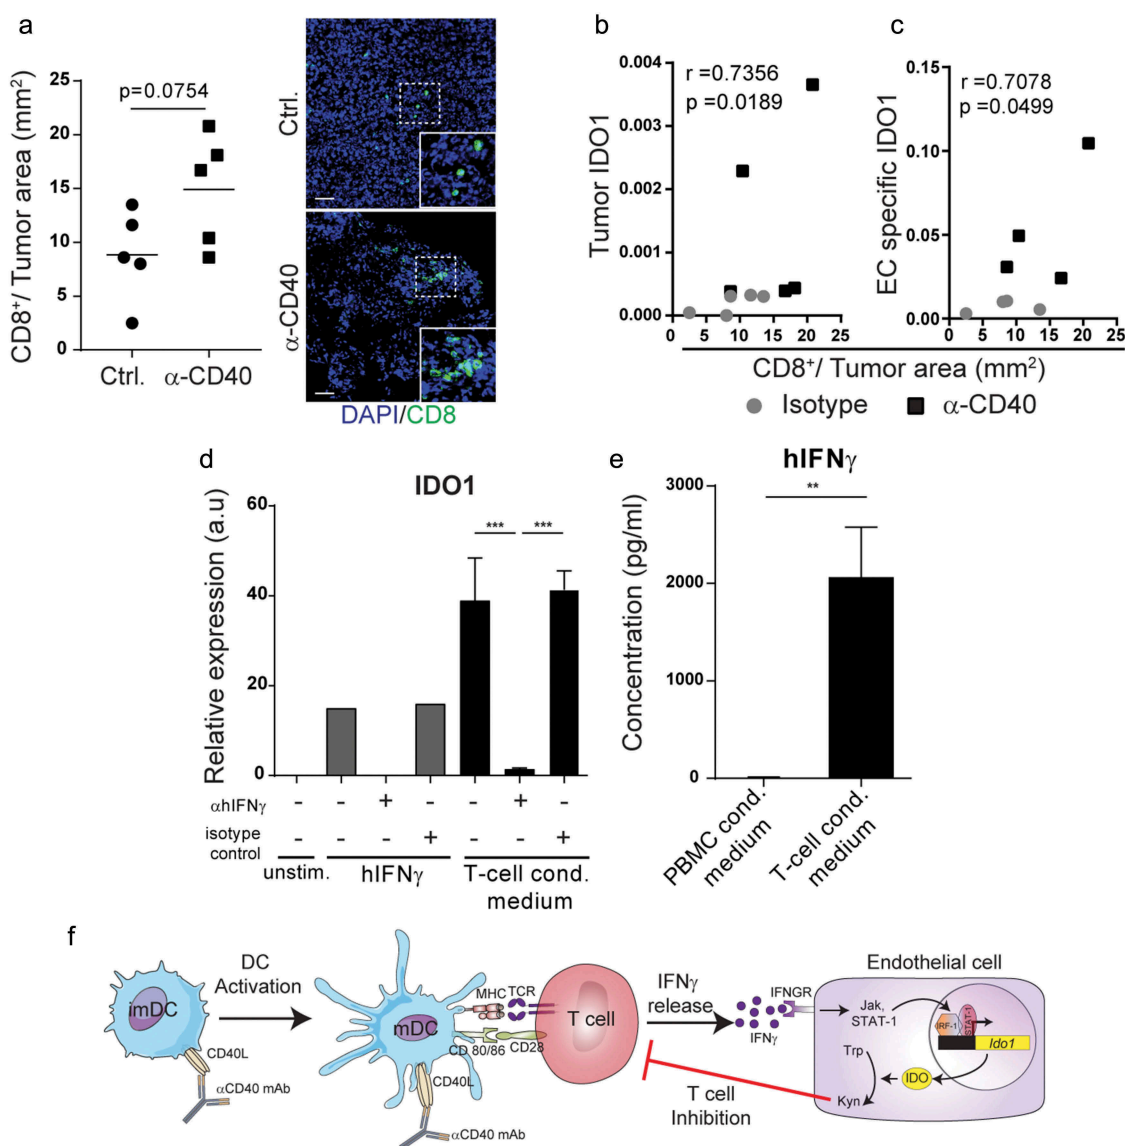 a
CD8⁺/ Tumor area (mm²)
25
20
15
10
5
0
p=0.0754
Ctrl.
α-CD40
Ctrl.
α-CD40
DAPI/CD8
b
Tumor IDO1
0.004
0.003
0.002
0.001
0.000
r =0.7356
p =0.0189
0 5 10 15 20 25
c
EC specific IDO1
0.15
0.10
0.05
0.00
r =0.7078
p =0.0499
0 5 10 15 20 25
CD8⁺/ Tumor area (mm²)
Isotype
α-CD40
d
IDO1
Relative expression (a.u)
60
40
20
0
*** ***
αhIFNγ - - + - - + -
isotype
control
- - - + - - +
unstim.
hIFNγ
T-cell cond.
medium
e
hIFNγ
Concentration (pg/ml)
3000
2000
1000
0
**
PBMC cond.
medium
T-cell cond.
medium
f
imDC
CD40L
αCD40 mAb
DC
Activation
mDC
MHC TCR
CD 80/86 CD28
CD40L
αCD40 mAb
T cell
IFNγ
release
T cell
Inhibition
IFNγ
IFNGR
Endothelial cell
Jak,
STAT-1
IRF-1
STAT-1
Ido1
Trp
IDO
Kyn